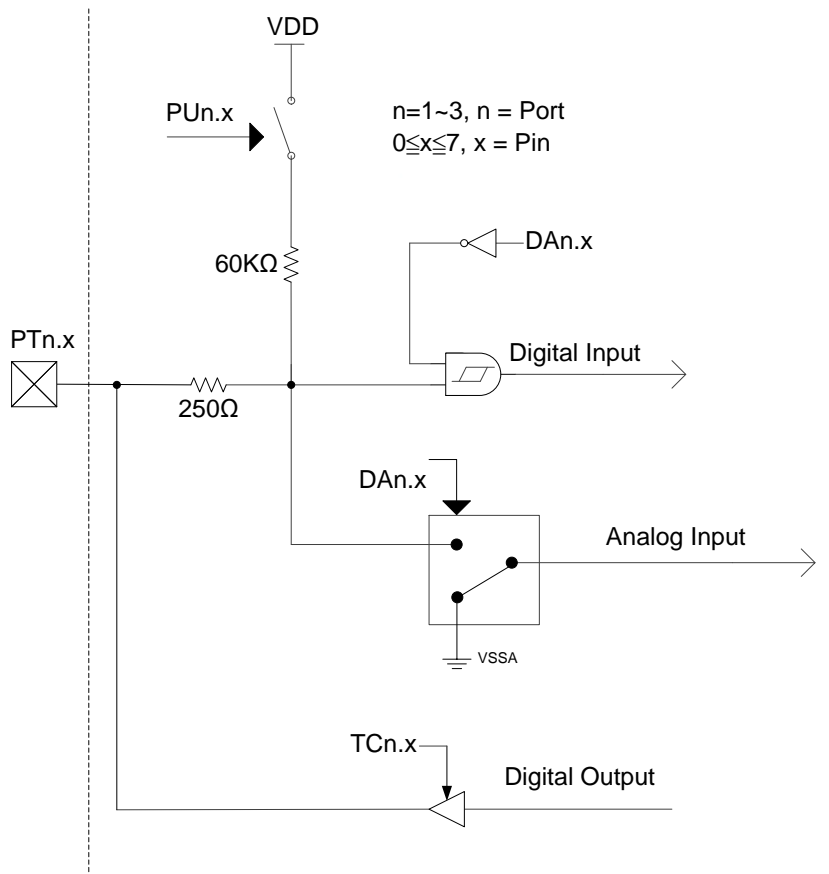 VDD
PUn.x
n=1~3, n = Port
0≦x≦7, x = Pin
DAn.x
60KΩ
PTn.x
Digital Input
250Ω
DAn.x
Analog Input
VSSA
TCn.x
Digital Output